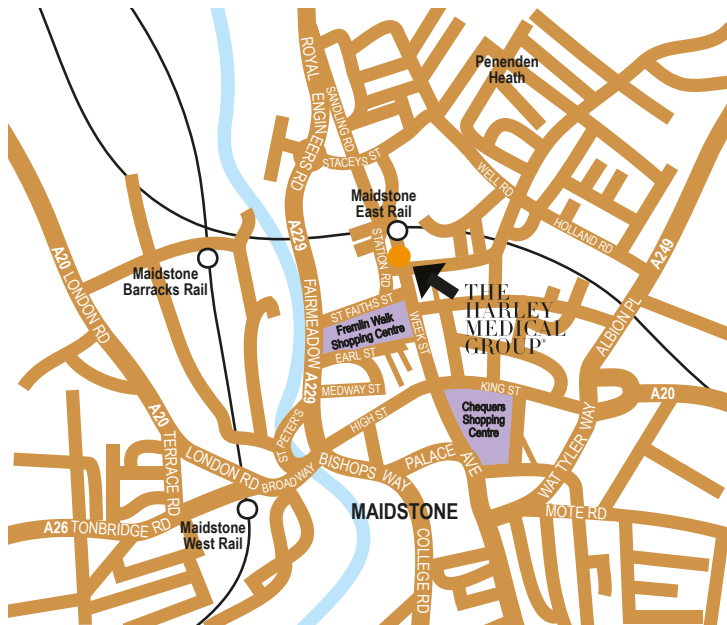 ROYAL
ENGINEERS RD
SANDLING RD
Penenden
Heath
STACEYS ST
WELL RD
HOLLAND RD
A249
Maidstone
East Rail
A229
STATION RD
A20
LONDON RD
Maidstone
Barracks Rail
FAIRMEADOW
THE
HARLEY
MEDICAL
GROUP®
ALBION PL
ST FAITHS ST
Fremlin Walk
Shopping Centre
WEEK ST
EARL ST
A229
MEDWAY ST
KING ST
A20
A20
TERRACE RD
ST PETER'S
HIGH ST
Chequers
Shopping
Centre
WAT TYLER WAY
LONDON RD
BROADWAY
BISHOPS WAY
PALACE AVE
A26 TONBRIDGE RD
Maidstone
West Rail
MAIDSTONE
MOTE RD
COLLEGE RD